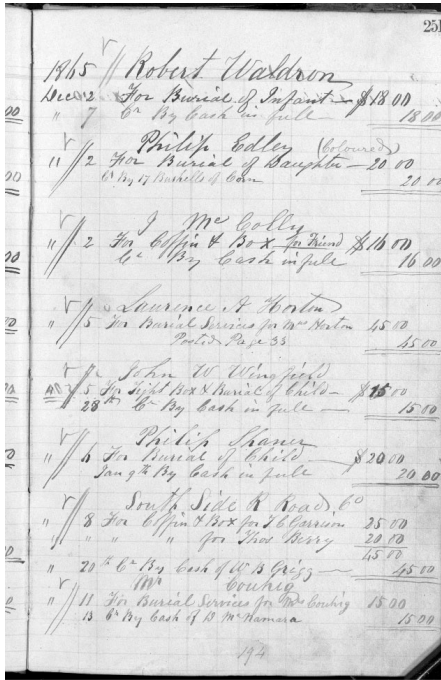 251
1865 Robert Waldron
Dec 2 For Burial of Infant — $18 00
" 7 Cr By Cash in full — 18 00
Philip Edley (Coloured)
" 2 For Burial of Daughter — 20 00
Cr By 17 Bushells of Corn 20 00
J Mc Colly
" 2 For Coffin & Box for Friend $16 00
Cr By Cash in full 16 00
Laurence A Horton
" 5 For Burial Services for Mrs Horton 45 00
Posted Page 33 45 00
John W Wingfield
5 For Tight Box & Burial of Child — $15 00
28th Cr By Cash in full — 15 00
Philip Shaner
" 6 For Burial of Child — $20 00
Jan 9th By Cash in full 20 00
South Side R Road Co
" 8 For Coffin & Box for J C Garrison 25 00
" " " for Thos Berry 20 00
45 00
" 20th Cr By Cash of W B Grigg — 45 00
Mr Couhig
" 11 For Burial Services for Mrs Couhig 15 00
13 Cr By Cash of B McNamara 15 00
194